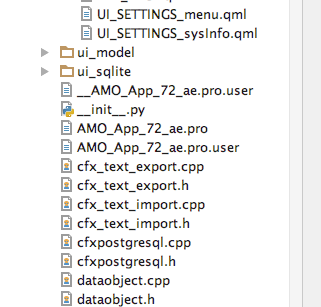 UI_SETTINGS_menu.qml
UI_SETTINGS_sysInfo.qml
ui_model
ui_sqlite
__AMO_App_72_ae.pro.user
__init__.py
AMO_App_72_ae.pro
AMO_App_72_ae.pro.user
cfx_text_export.cpp
cfx_text_export.h
cfx_text_import.cpp
cfx_text_import.h
cfxpostgresql.cpp
cfxpostgresql.h
dataobject.cpp
dataobject.h